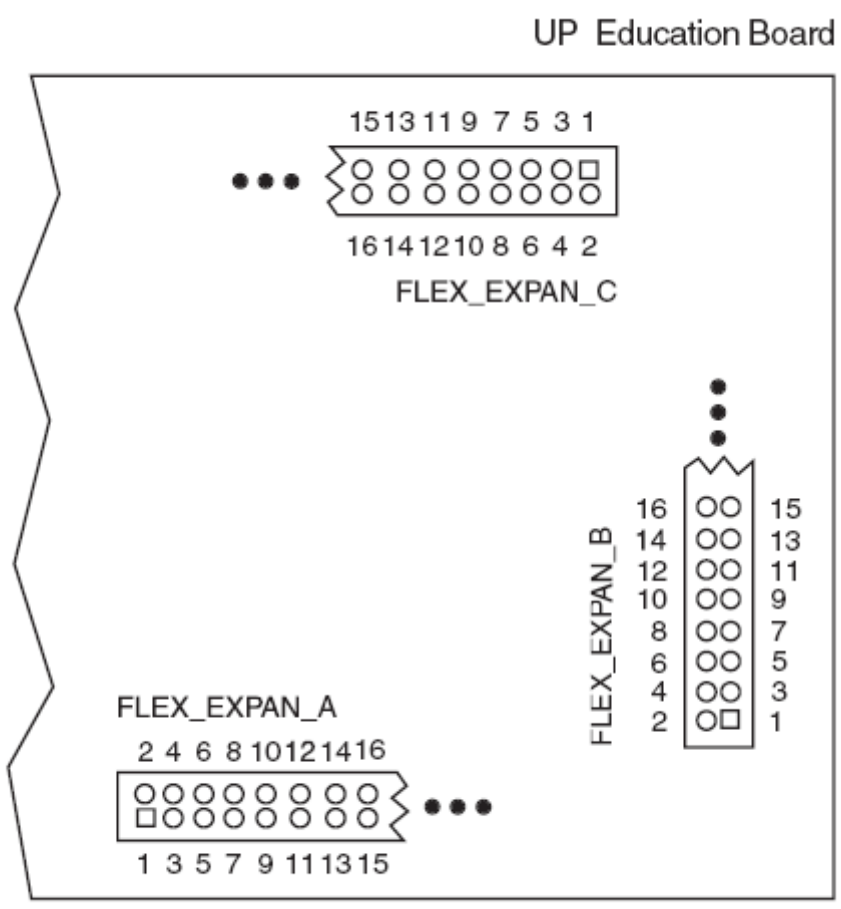 UP Education Board
15 13 11 9 7 5 3 1
16 14 12 10 8 6 4 2
FLEX_EXPAN_C
16 15
14 13
12 11
10 9
8 7
6 5
4 3
2 1
FLEX_EXPAN_B
FLEX_EXPAN_A
2 4 6 8 10 12 14 16
1 3 5 7 9 11 13 15